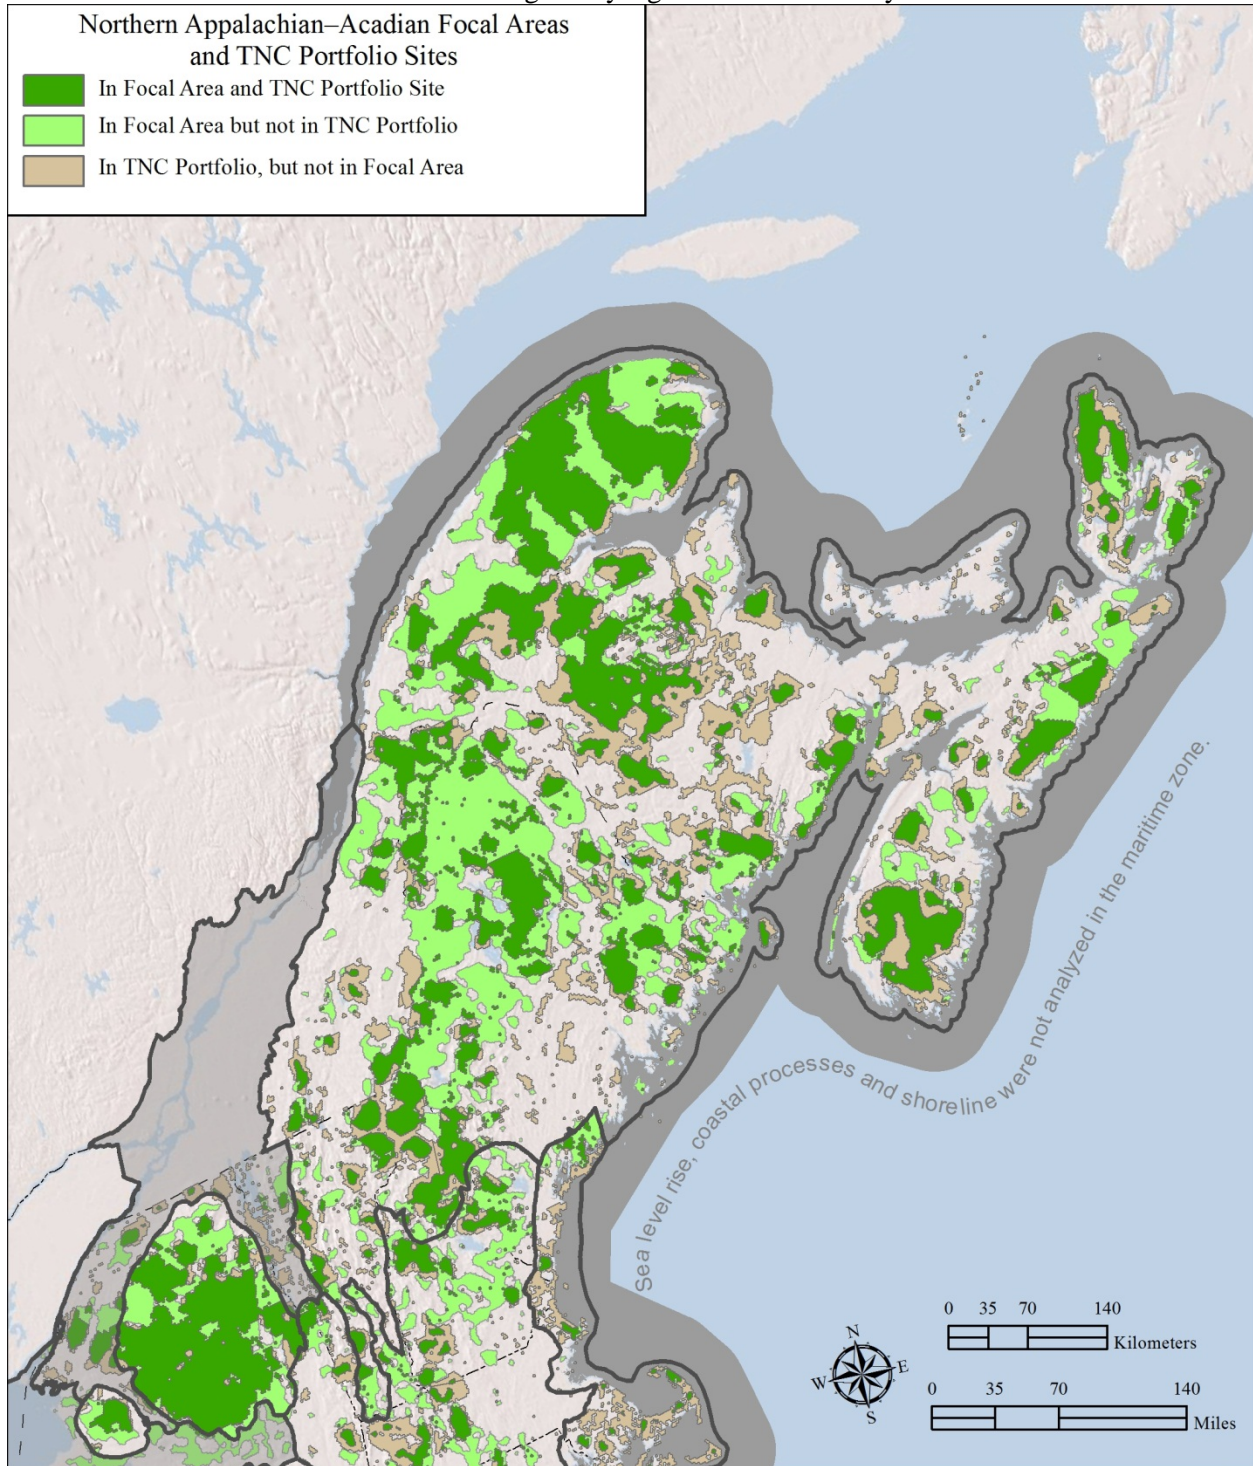 Northern Appalachian–Acadian Focal Areas
and TNC Portfolio Sites
In Focal Area and TNC Portfolio Site
In Focal Area but not in TNC Portfolio
In TNC Portfolio, but not in Focal Area
Sea level rise, coastal processes and shoreline were not analyzed in the maritime zone.
N
W E
S
0 35 70 140
Kilometers
0 35 70 140
Miles